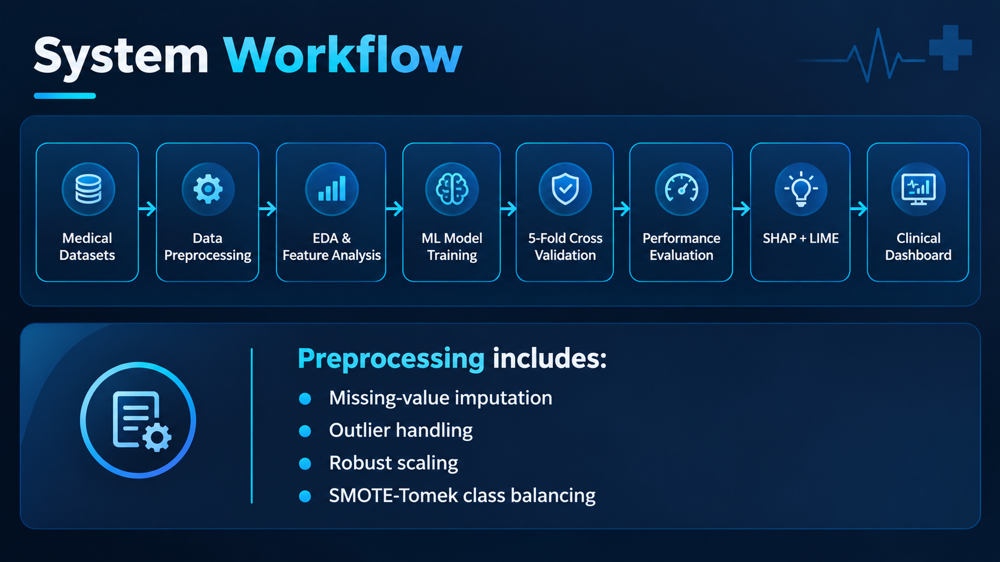 System Workflow
Medical
Datasets
Data
Preprocessing
EDA &
Feature Analysis
ML Model
Training
5-Fold Cross
Validation
Performance
Evaluation
SHAP + LIME
Clinical
Dashboard
Preprocessing includes:
Missing-value imputation
Outlier handling
Robust scaling
SMOTE-Tomek class balancing